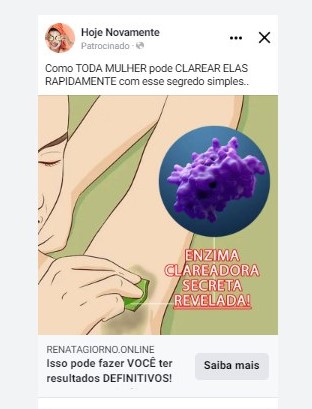 Hoje Novamente
Patrocinado ·
Como TODA MULHER pode CLAREAR ELAS
RAPIDAMENTE com esse segredo simples..
ENZIMA
CLAREADORA
SECRETA
REVELADA!
RENATAGIORNO.ONLINE
Isso pode fazer VOCÊ ter
resultados DEFINITIVOS!
Saiba mais